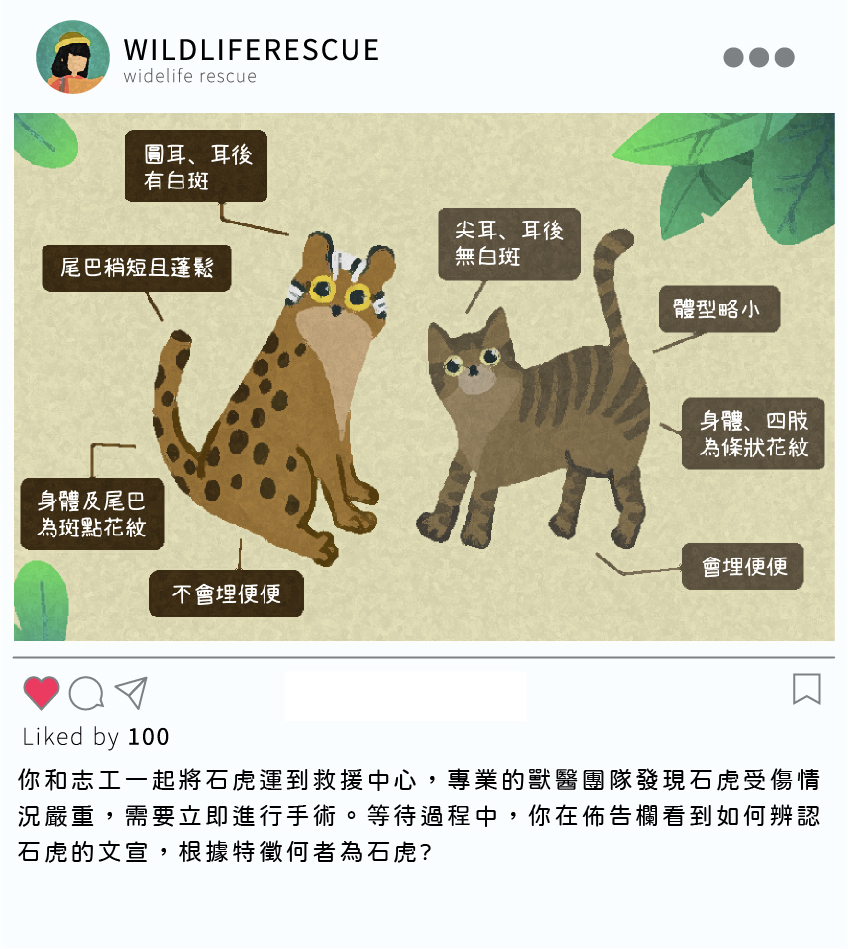 WILDLIFERESCUE
widelife rescue
圓耳、耳後
有白斑
尾巴稍短且蓬鬆
身體及尾巴
為斑點花紋
不會埋便便
尖耳、耳後
無白斑
體型略小
身體、四肢
為條狀花紋
會埋便便
Liked by 100
你和志工一起將石虎運到救援中心，專業的獸醫團隊發現石虎受傷情
況嚴重，需要立即進行手術。等待過程中，你在佈告欄看到如何辨認
石虎的文宣，根據特徵何者為石虎?